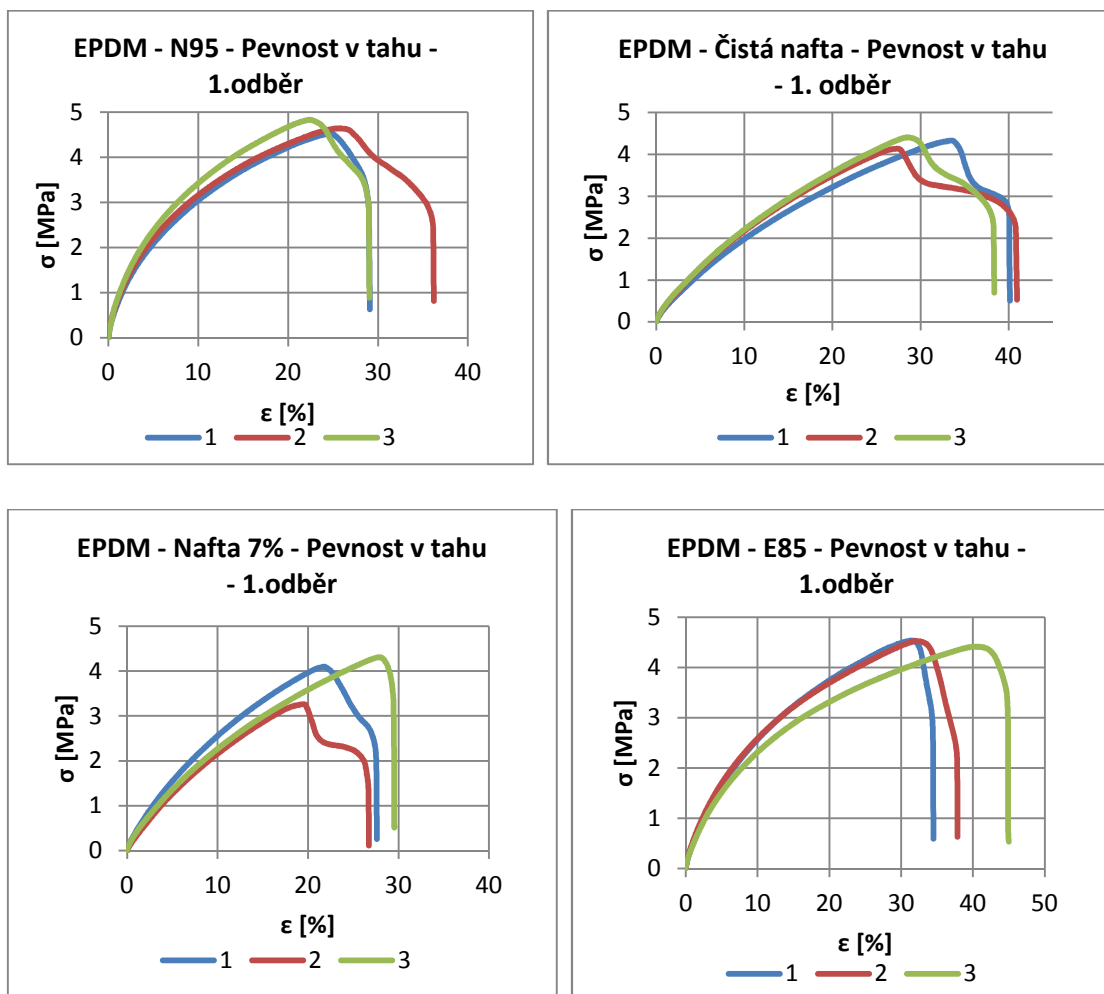 EPDM - N95 - Pevnost v tahu -
1.odběr
5
4
3
2
1
0
σ [MPa]
0 10 20 30 40
ε [%]
1 2 3
EPDM - Čistá nafta - Pevnost v tahu
- 1. odběr
5
4
3
2
1
0
σ [MPa]
0 10 20 30 40
ε [%]
1 2 3
EPDM - Nafta 7% - Pevnost v tahu
- 1.odběr
5
4
3
2
1
0
σ [MPa]
0 10 20 30 40
ε [%]
1 2 3
EPDM - E85 - Pevnost v tahu -
1.odběr
5
4
3
2
1
0
σ [MPa]
0 10 20 30 40 50
ε [%]
1 2 3